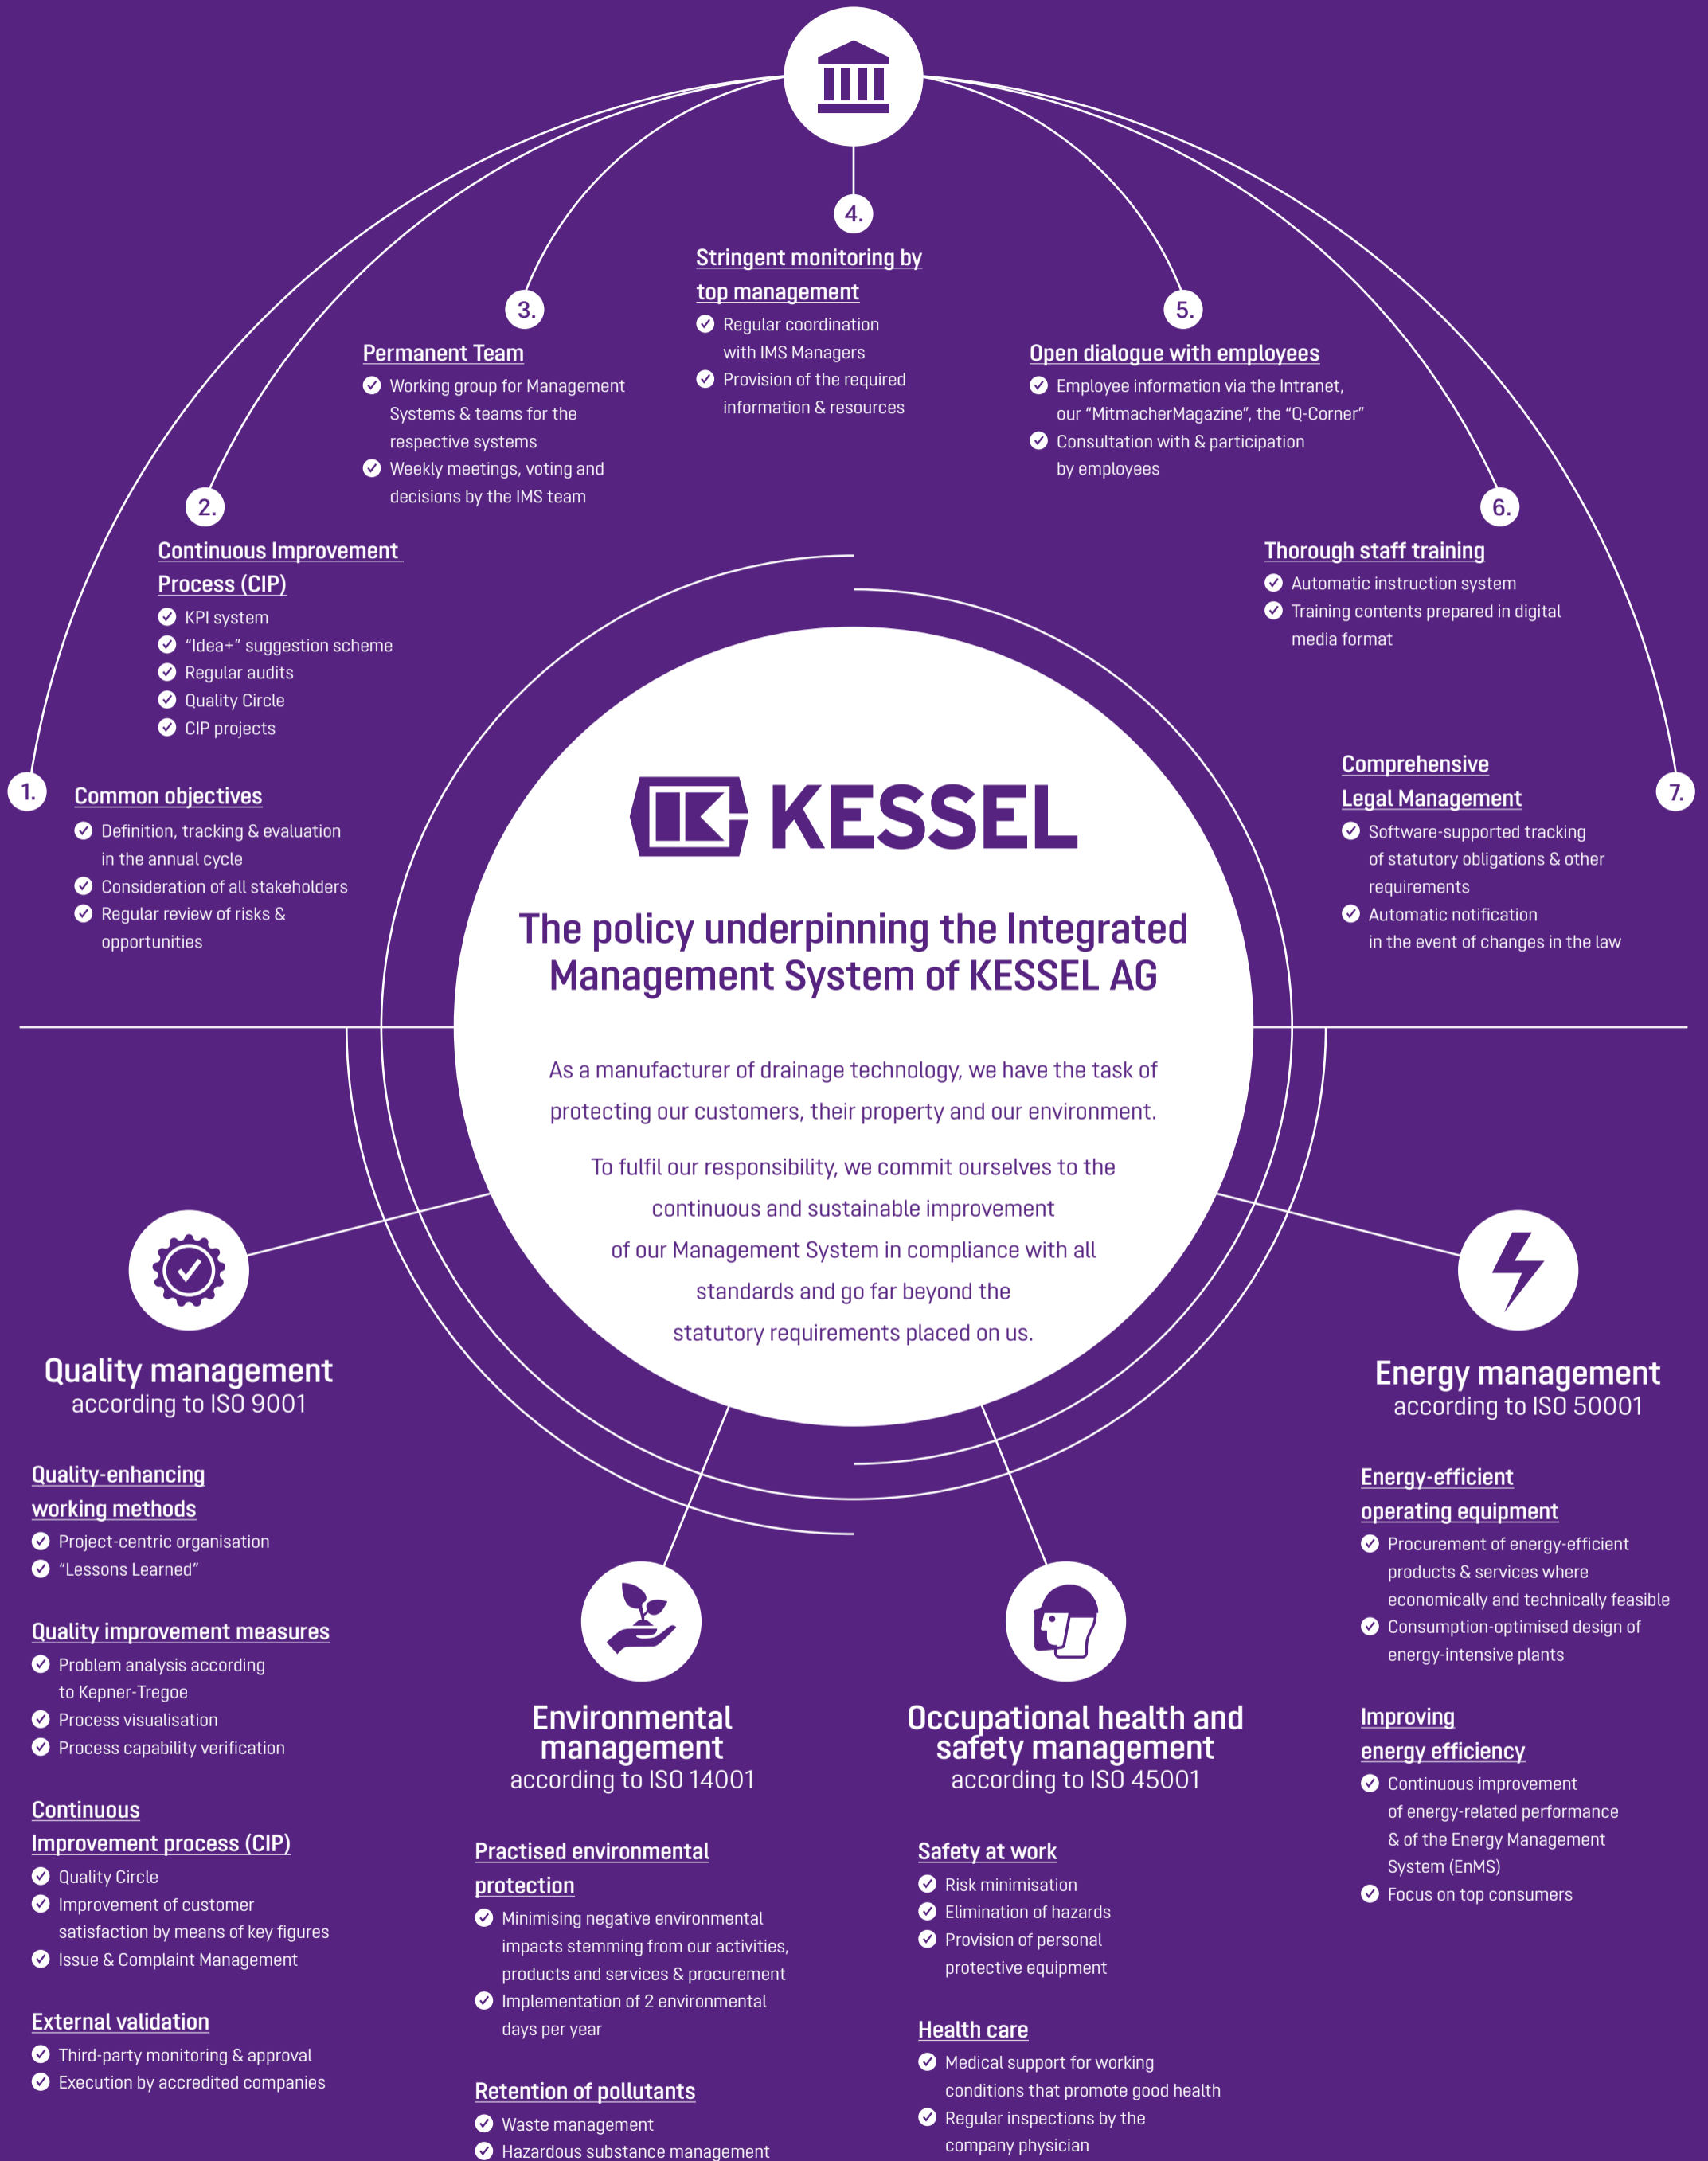 4.
Stringent monitoring by
top management
Regular coordination
with IMS Managers
Provision of the required
information & resources
3.
Permanent Team
Working group for Management
Systems & teams for the
respective systems
Weekly meetings, voting and
decisions by the IMS team
5.
Open dialogue with employees
Employee information via the Intranet,
our “MitmacherMagazine”, the “Q-Corner”
Consultation with & participation
by employees
2.
Continuous Improvement
Process (CIP)
KPI system
“Idea+” suggestion scheme
Regular audits
Quality Circle
CIP projects
6.
Thorough staff training
Automatic instruction system
Training contents prepared in digital
media format
1.
Common objectives
Definition, tracking & evaluation
in the annual cycle
Consideration of all stakeholders
Regular review of risks &
opportunities
7.
Comprehensive
Legal Management
Software-supported tracking
of statutory obligations & other
requirements
Automatic notification
in the event of changes in the law
KESSEL
The policy underpinning the Integrated
Management System of KESSEL AG
As a manufacturer of drainage technology, we have the task of
protecting our customers, their property and our environment.
To fulfil our responsibility, we commit ourselves to the
continuous and sustainable improvement
of our Management System in compliance with all
standards and go far beyond the
statutory requirements placed on us.
Quality management
according to ISO 9001
Quality-enhancing
working methods
Project-centric organisation
“Lessons Learned”
Quality improvement measures
Problem analysis according
to Kepner-Tregoe
Process visualisation
Process capability verification
Continuous
Improvement process (CIP)
Quality Circle
Improvement of customer
satisfaction by means of key figures
Issue & Complaint Management
External validation
Third-party monitoring & approval
Execution by accredited companies
Environmental
management
according to ISO 14001
Practised environmental
protection
Minimising negative environmental
impacts stemming from our activities,
products and services & procurement
Implementation of 2 environmental
days per year
Retention of pollutants
Waste management
Hazardous substance management
Occupational health and
safety management
according to ISO 45001
Safety at work
Risk minimisation
Elimination of hazards
Provision of personal
protective equipment
Health care
Medical support for working
conditions that promote good health
Regular inspections by the
company physician
Energy management
according to ISO 50001
Energy-efficient
operating equipment
Procurement of energy-efficient
products & services where
economically and technically feasible
Consumption-optimised design of
energy-intensive plants
Improving
energy efficiency
Continuous improvement
of energy-related performance
& of the Energy Management
System (EnMS)
Focus on top consumers